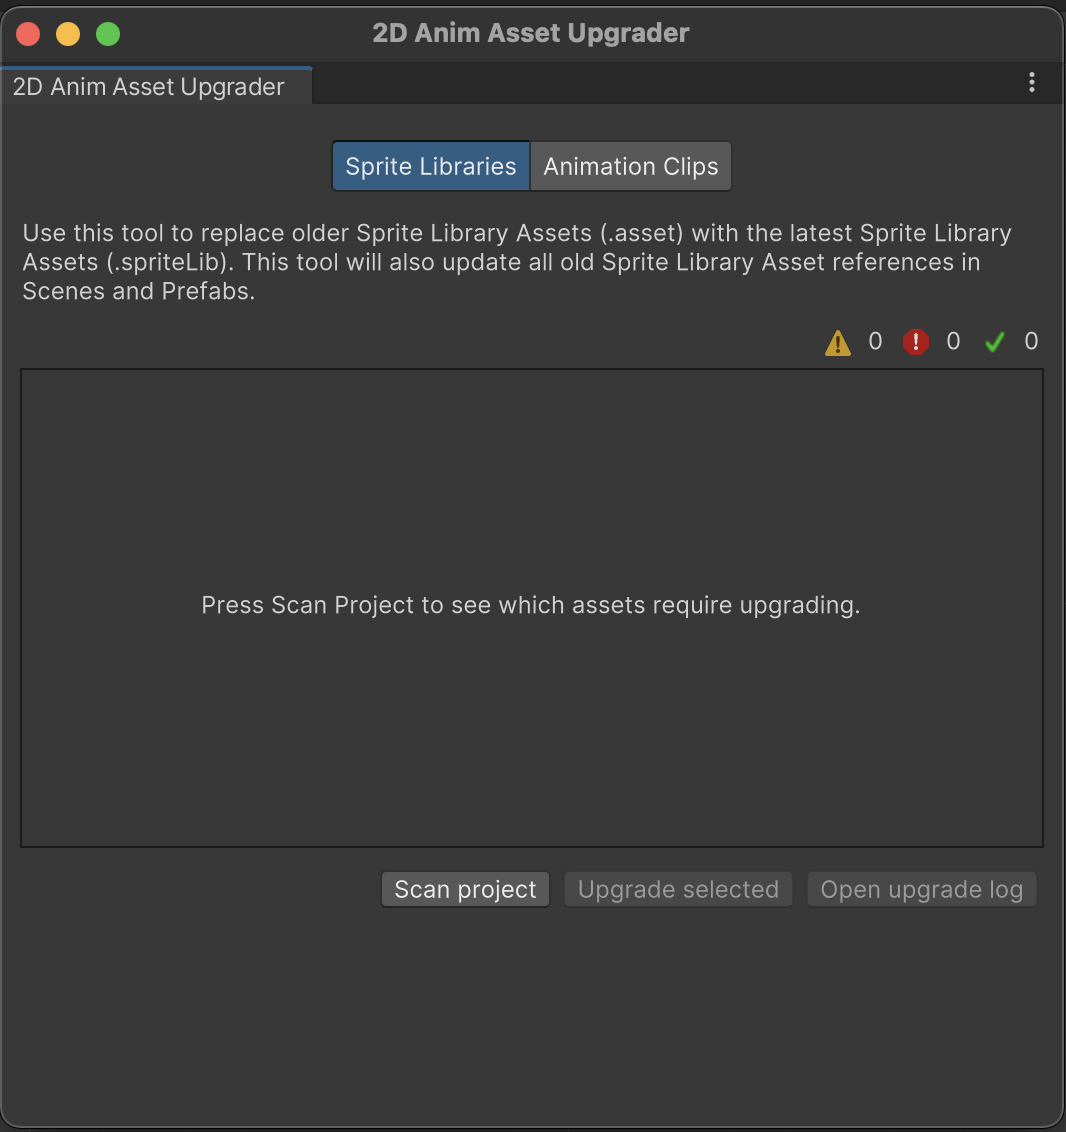 2D Anim Asset Upgrader
2D Anim Asset Upgrader
Sprite Libraries
Animation Clips
Use this tool to replace older Sprite Library Assets (.asset) with the latest Sprite Library
Assets (.spriteLib). This tool will also update all old Sprite Library Asset references in
Scenes and Prefabs.
0
0
0
Press Scan Project to see which assets require upgrading.
Scan project
Upgrade selected
Open upgrade log